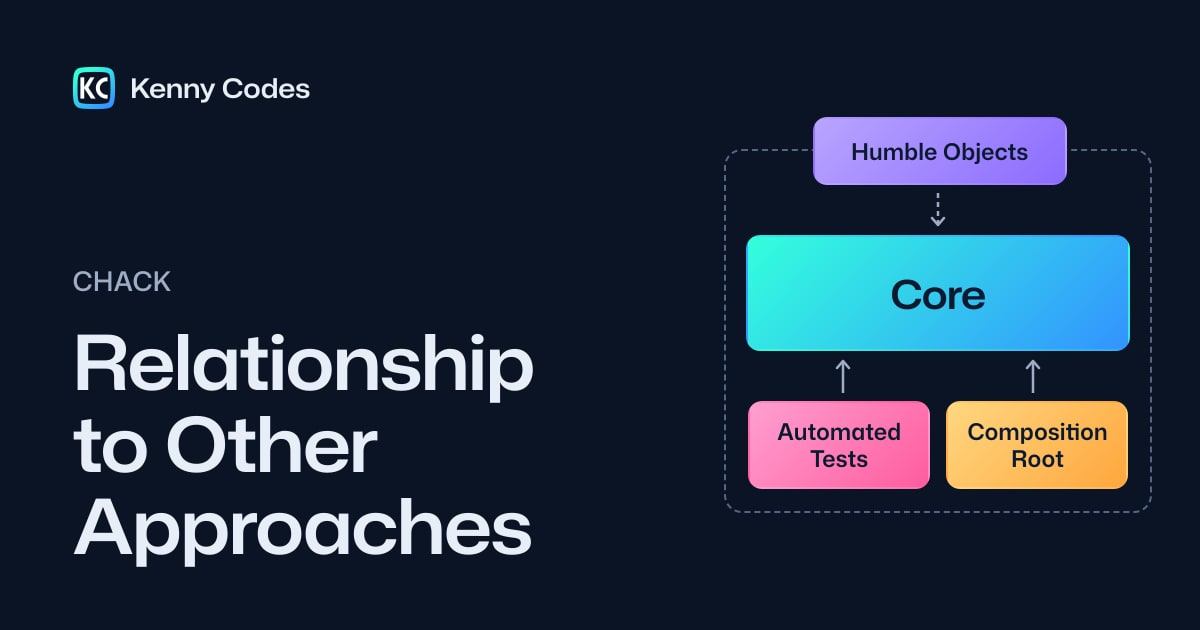 KC
Kenny Codes
CHACK
Relationship
to Other
Approaches
Humble Objects
Core
Automated
Tests
Composition
Root